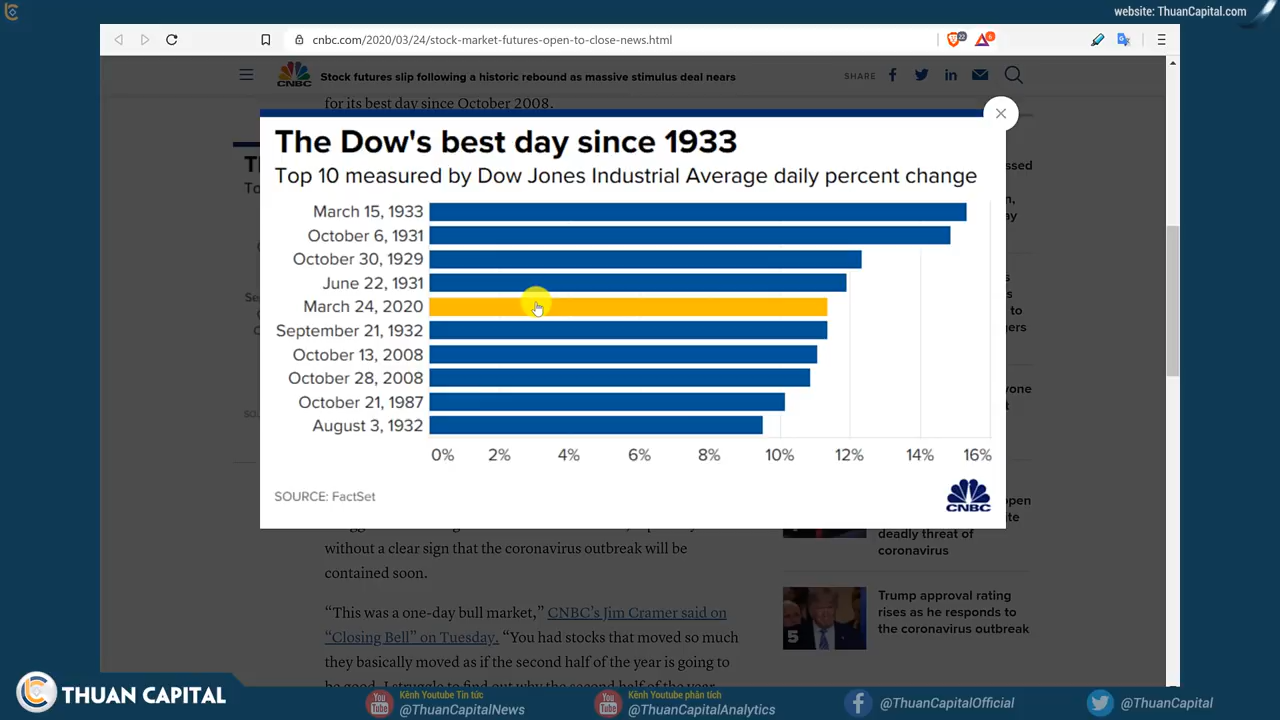 website: ThuanCapital.com
cnbc.com/2020/03/24/stock-market-futures-open-to-close-news.html
22
6
CNBC
Stock futures slip following a historic rebound as massive stimulus deal nears
SHARE
for its best day since October 2008.
The Dow's best day since 1933
Top 10 measured by Dow Jones Industrial Average daily percent change
March 15, 1933
October 6, 1931
October 30, 1929
June 22, 1931
March 24, 2020
September 21, 1932
October 13, 2008
October 28, 2008
October 21, 1987
August 3, 1932
0% 2% 4% 6% 8% 10% 12% 14% 16%
SOURCE: FactSet
CNBC
without a clear sign that the coronavirus outbreak will be
contained soon.
“This was a one-day bull market,” CNBC’s Jim Cramer said on
“Closing Bell” on Tuesday. “You had stocks that moved so much
they basically moved as if the second half of the year is going to
deadly threat of
coronavirus
5
Trump approval rating
rises as he responds to
the coronavirus outbreak
THUAN CAPITAL
You Tube
Kênh Youtube Tin tức
@ThuanCapitalNews
You Tube
Kênh Youtube phân tích
@ThuanCapitalAnalytics
@ThuanCapitalOfficial
@ThuanCapital